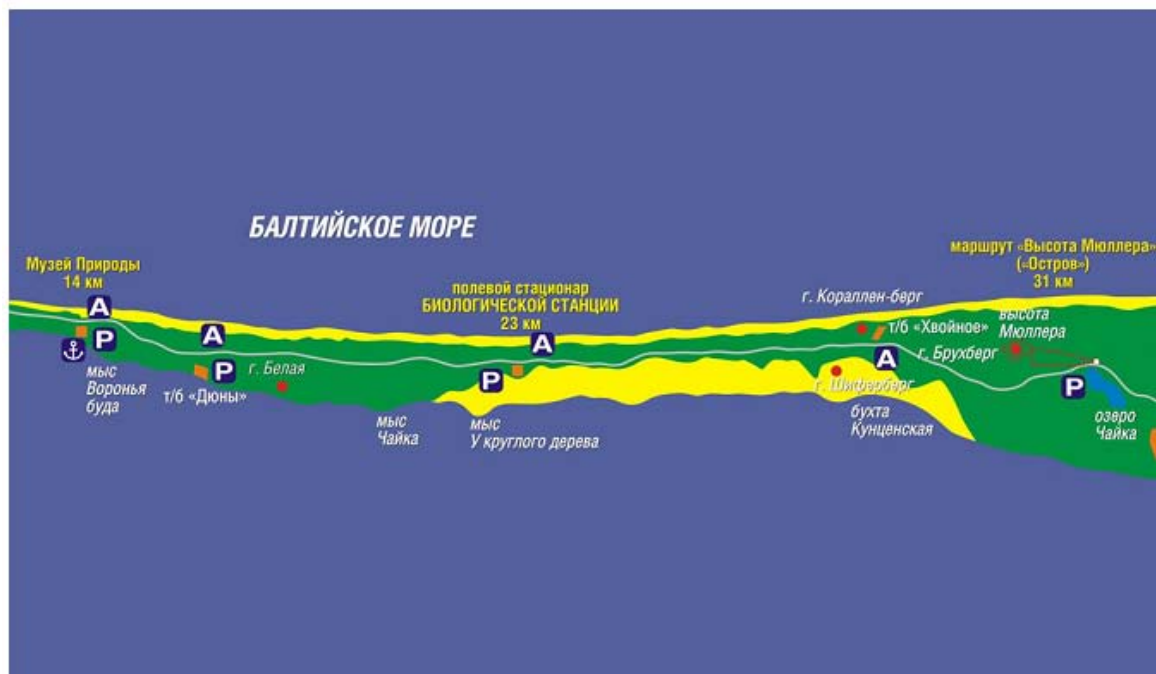 БАЛТИЙСКОЕ МОРЕ
Музей Природы
14 км
А
Р
мыс
Воронья
буда
А
Р
т/б «Дюны»
г. Белая
мыс
Чайка
полевой стационар
БИОЛОГИЧЕСКОЙ СТАНЦИИ
23 км
А
Р
мыс
У круглого дерева
г. Кораллен-берг
т/б «Хвойное»
г. Брухберг
А
г. Шиферберг
бухта
Кунценская
маршрут «Высота Мюллера»
(«Остров»)
31 км
высота
Мюллера
Р
озеро
Чайка